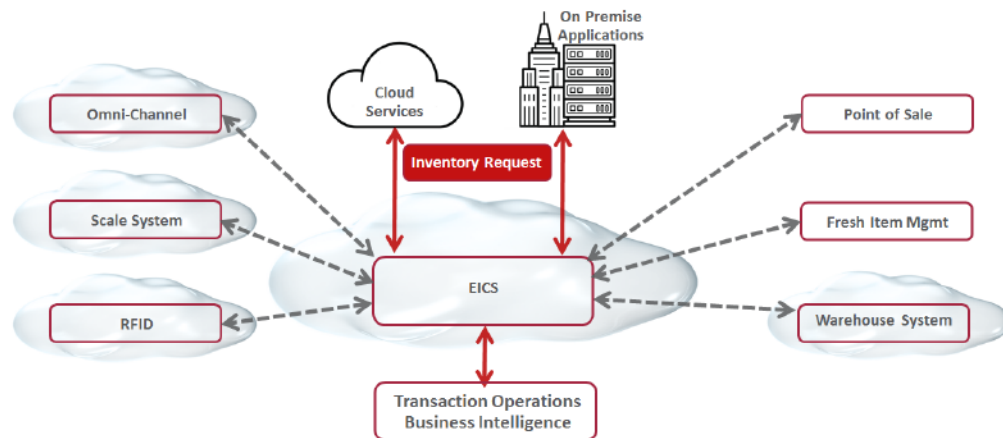 On Premise
Applications
Cloud
Services
Omni-Channel
Point of Sale
Inventory Request
Scale System
Fresh Item Mgmt
EICS
RFID
Warehouse System
Transaction Operations
Business Intelligence